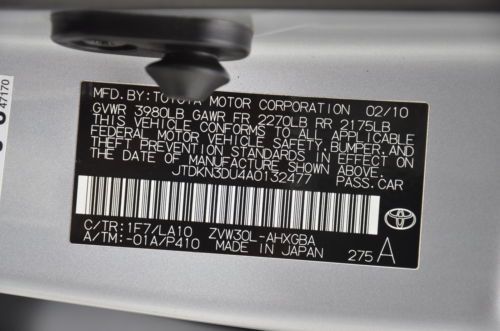 MFD. BY: TOYOTA MOTOR CORPORATION 02/10
GVWR 3980LB GAWR FR 2270LB RR 2175LB
THIS VEHICLE CONFORMS TO ALL APPLICABLE
FEDERAL MOTOR VEHICLE SAFETY, BUMPER, AND
THEFT PREVENTION STANDARDS IN EFFECT ON
THE DATE OF MANUFACTURE SHOWN ABOVE.
JTDKN3DU4A0132477 PASS.CAR
C/TR: 1F7/LA10 ZVW30L-AHXGBA
A/TM: -01A/P410 MADE IN JAPAN 275 A
47170